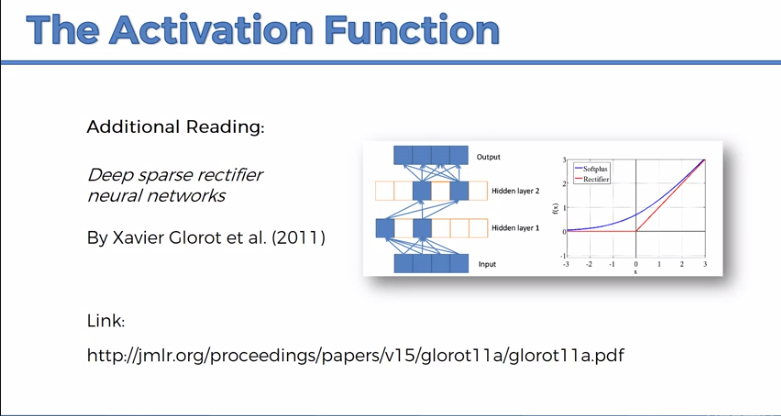 The Activation Function
Additional Reading:
Deep sparse rectifier
neural networks
By Xavier Glorot et al. (2011)
Output
Hidden layer 2
Hidden layer 1
Input
Softplus
Rectifier
f(x)
3
2
1
0
-1
-3 -2 -1 0 1 2 3
x
Link:
http://jmlr.org/proceedings/papers/v15/glorot11a/glorot11a.pdf